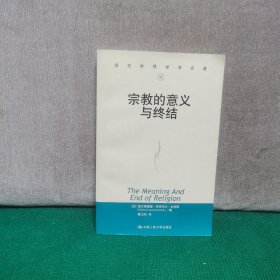 当代世界学术名著
宗教的意义
与终结
The Meaning And
End of Religion
中国人民大学出版社